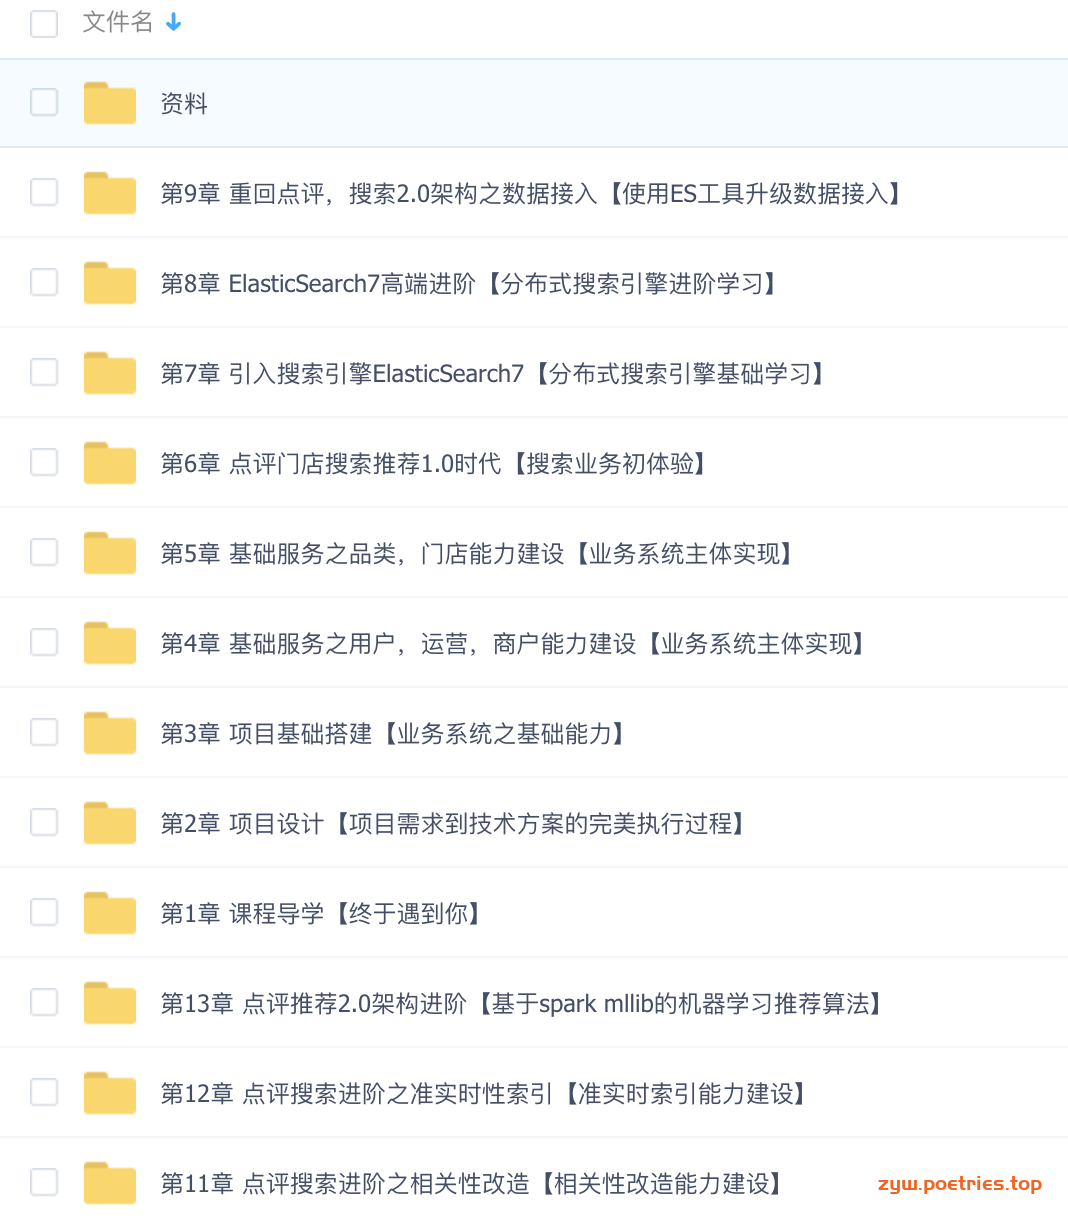 文件名
资料
第9章 重回点评，搜索2.0架构之数据接入【使用ES工具升级数据接入】
第8章 ElasticSearch7高端进阶【分布式搜索引擎进阶学习】
第7章 引入搜索引擎ElasticSearch7【分布式搜索引擎基础学习】
第6章 点评门店搜索推荐1.0时代【搜索业务初体验】
第5章 基础服务之品类，门店能力建设【业务系统主体实现】
第4章 基础服务之用户，运营，商户能力建设【业务系统主体实现】
第3章 项目基础搭建【业务系统之基础能力】
第2章 项目设计【项目需求到技术方案的完美执行过程】
第1章 课程导学【终于遇到你】
第13章 点评推荐2.0架构进阶【基于spark mllib的机器学习推荐算法】
第12章 点评搜索进阶之准实时性索引【准实时索引能力建设】
第11章 点评搜索进阶之相关性改造【相关性改造能力建设】
zyw.poetries.top